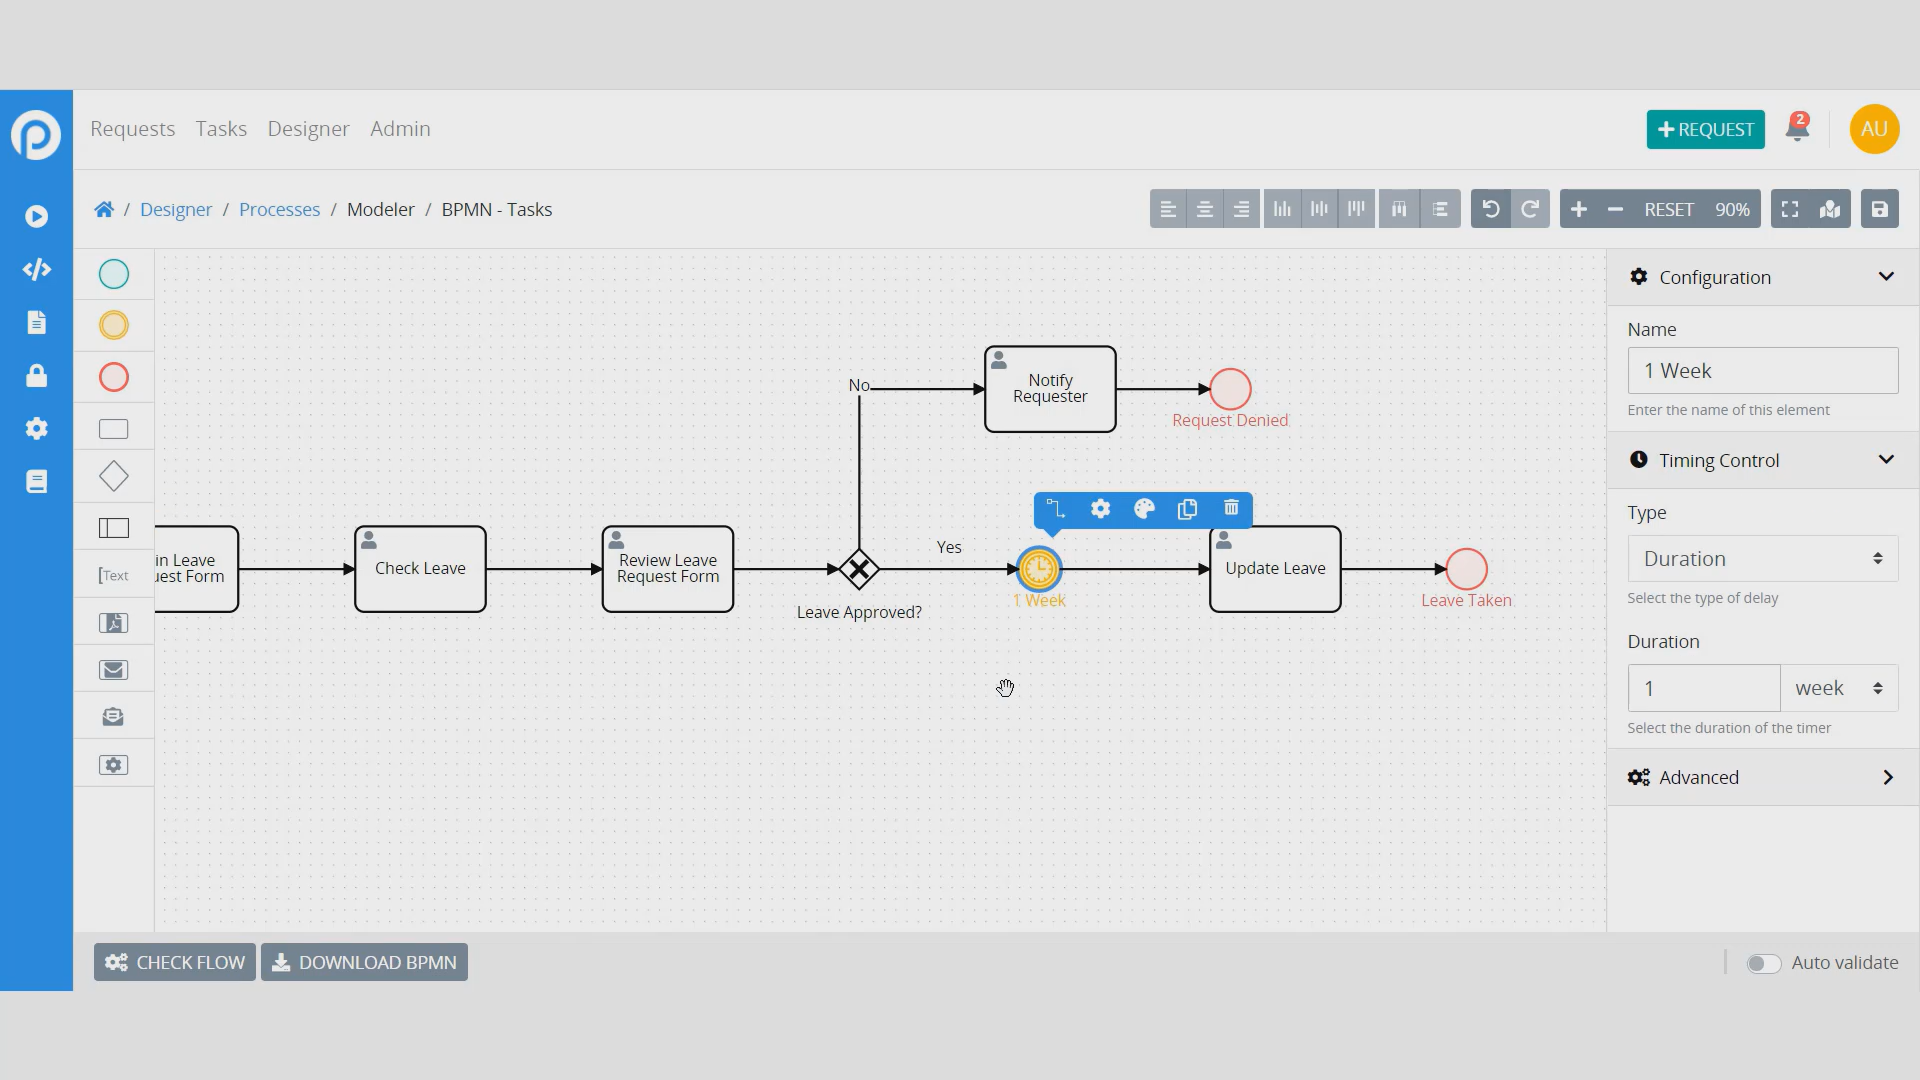 Requests Tasks Designer Admin
REQUEST
2
AU
/ Designer / Processes / Modeler / BPMN - Tasks
RESET 90%
Configuration
Name
1 Week
Enter the name of this element
Timing Control
Type
Duration
Select the type of delay
Duration
1 week
Select the duration of the timer
Advanced
[Text
in Leave
uest Form
Check Leave
Review Leave
Request Form
Leave Approved?
No
Notify
Requester
Request Denied
Yes
1 Week
Update Leave
Leave Taken
CHECK FLOW
DOWNLOAD BPMN
Auto validate